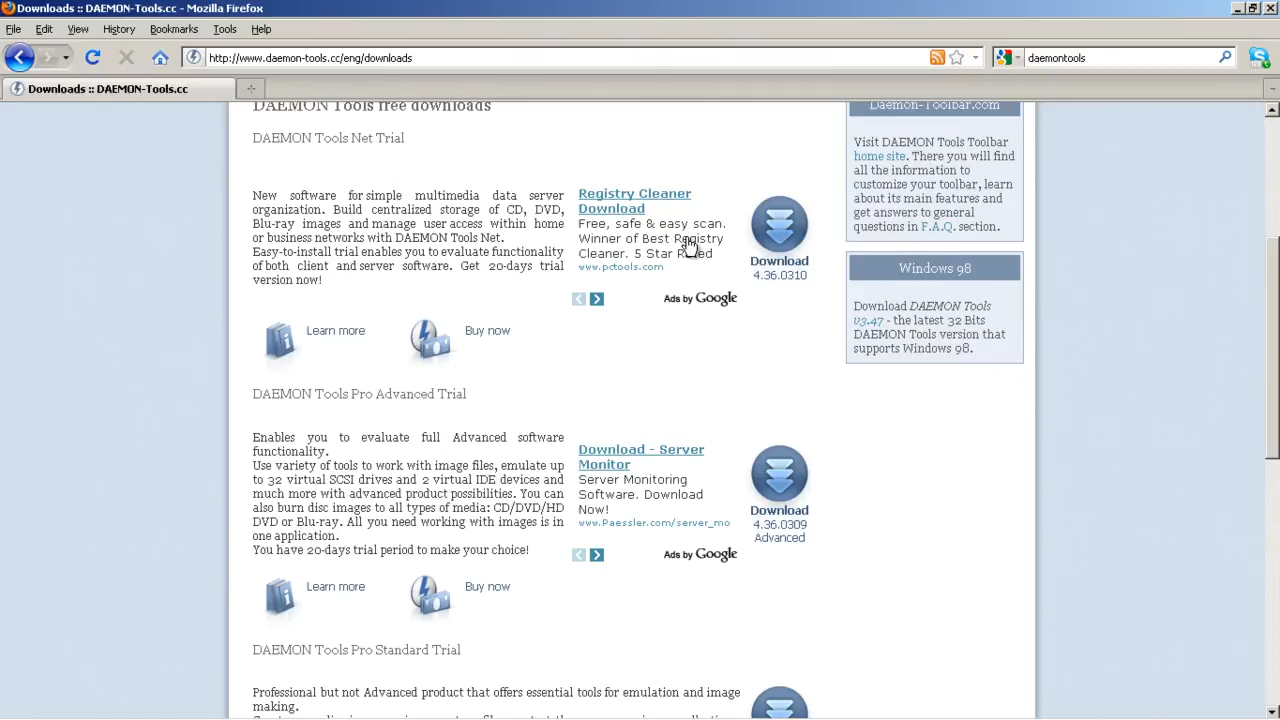 Downloads :: DAEMON-Tools.cc - Mozilla Firefox
File Edit View History Bookmarks Tools Help
http://www.daemon-tools.cc/eng/downloads
daemontools
Downloads :: DAEMON-Tools.cc
DAEMON Tools free downloads
DAEMON Tools Net Trial
New software for simple multimedia data server
organization. Build centralized storage of CD, DVD,
Blu-ray images and manage user access within home
or business networks with DAEMON Tools Net.
Easy-to-install trial enables you to evaluate functionality
of both client and server software. Get 20-days trial
version now!
Registry Cleaner
Download
Free, safe & easy scan.
Winner of Best Registry
Cleaner. 5 Star Rated
www.pctools.com
Ads by Google
Download
4.36.0310
Learn more
Buy now
DAEMON Tools Pro Advanced Trial
Enables you to evaluate full Advanced software
functionality.
Use variety of tools to work with image files, emulate up
to 32 virtual SCSI drives and 2 virtual IDE devices and
much more with advanced product possibilities. You can
also burn disc images to all types of media: CD/DVD/HD
DVD or Blu-ray. All you need working with images is in
one application.
You have 20-days trial period to make your choice!
Download - Server
Monitor
Server Monitoring
Software. Download
Now!
www.Paessler.com/server_mo
Ads by Google
Download
4.36.0309
Advanced
Learn more
Buy now
DAEMON Tools Pro Standard Trial
Professional but not Advanced product that offers essential tools for emulation and image
making.
Daemon-Toolbar.com
Visit DAEMON Tools Toolbar
home site. There you will find
all the information to
customize your toolbar, learn
about its main features and
get answers to general
questions in F.A.Q. section.
Windows 98
Download DAEMON Tools
v3.47 - the latest 32 Bits
DAEMON Tools version that
supports Windows 98.